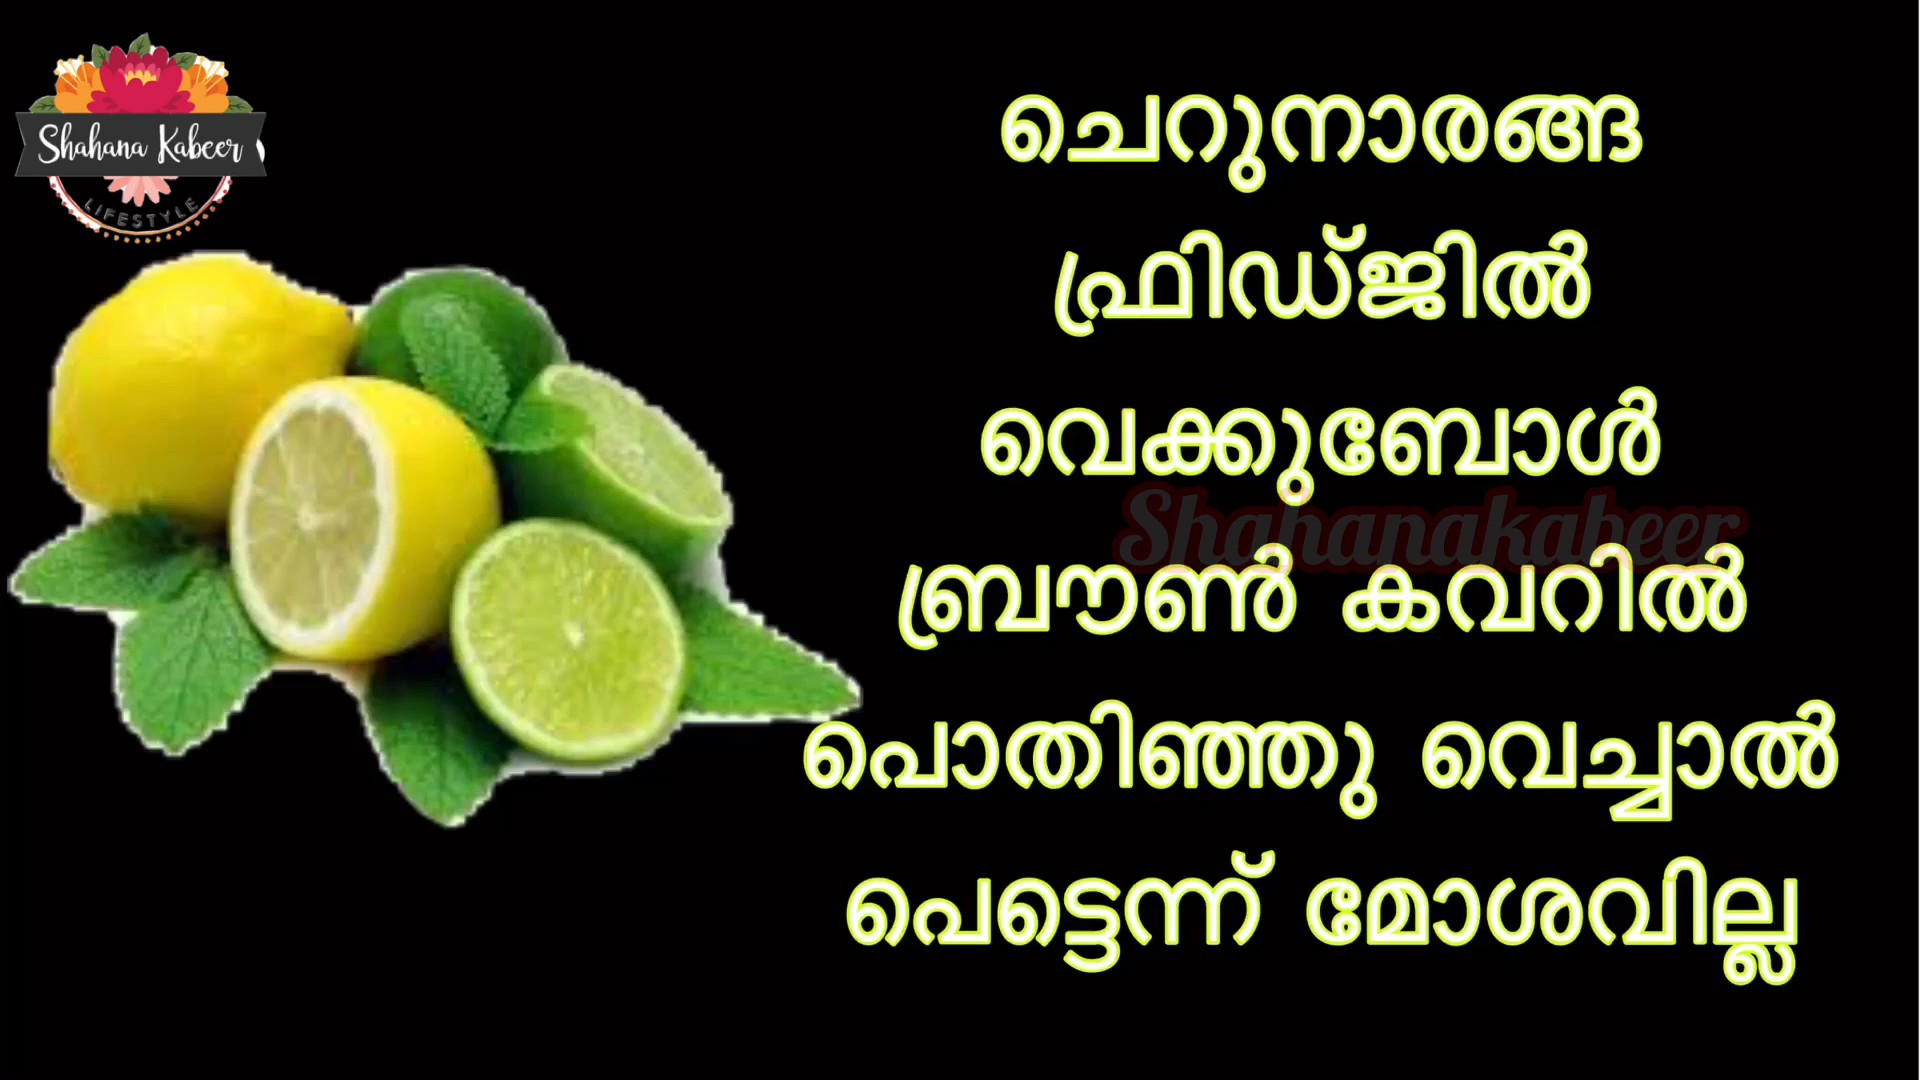 Shahana Kabeer
LIFESTYLE
ചെറുനാരങ്ങ
ഫ്രിഡ്ജിൽ
വെക്കുബോൾ
Shahanakabeer
ബ്രൗൺ കവറിൽ
പൊതിഞ്ഞു വെച്ചാൽ
പെട്ടെന്ന് മോശവില്ല